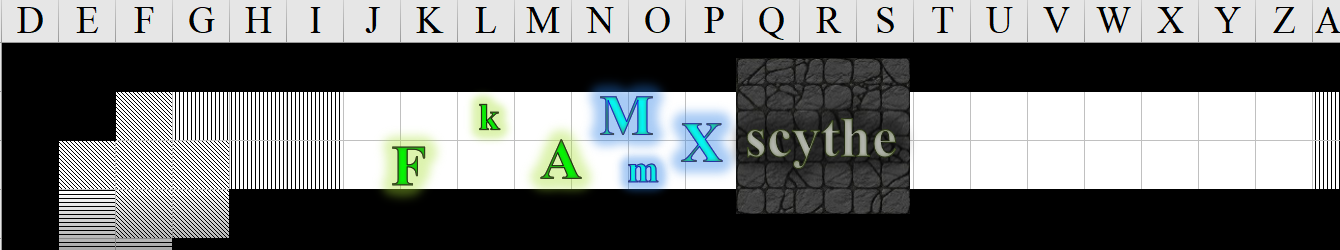 D E F G H I J K L M N O P Q R S T U V W X Y Z A
k M
F A m X scythe